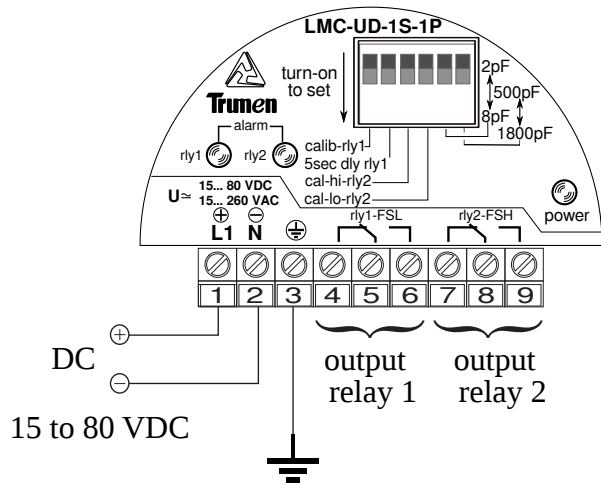 LMC-UD-1S-1P
turn-on
to set
2pF
500pF
8pF
1800pF
Trumen
alarm
rly1
rly2
calib-rly1
5sec dly rly1
cal-hi-rly2
cal-lo-rly2
U≃ 15... 80 VDC
15... 260 VAC
⊕ ⊖
L1 N
rly1-FSL
rly2-FSH
power
1 2 3 4 5 6 7 8 9
DC
+
−
15 to 80 VDC
output
relay 1
output
relay 2